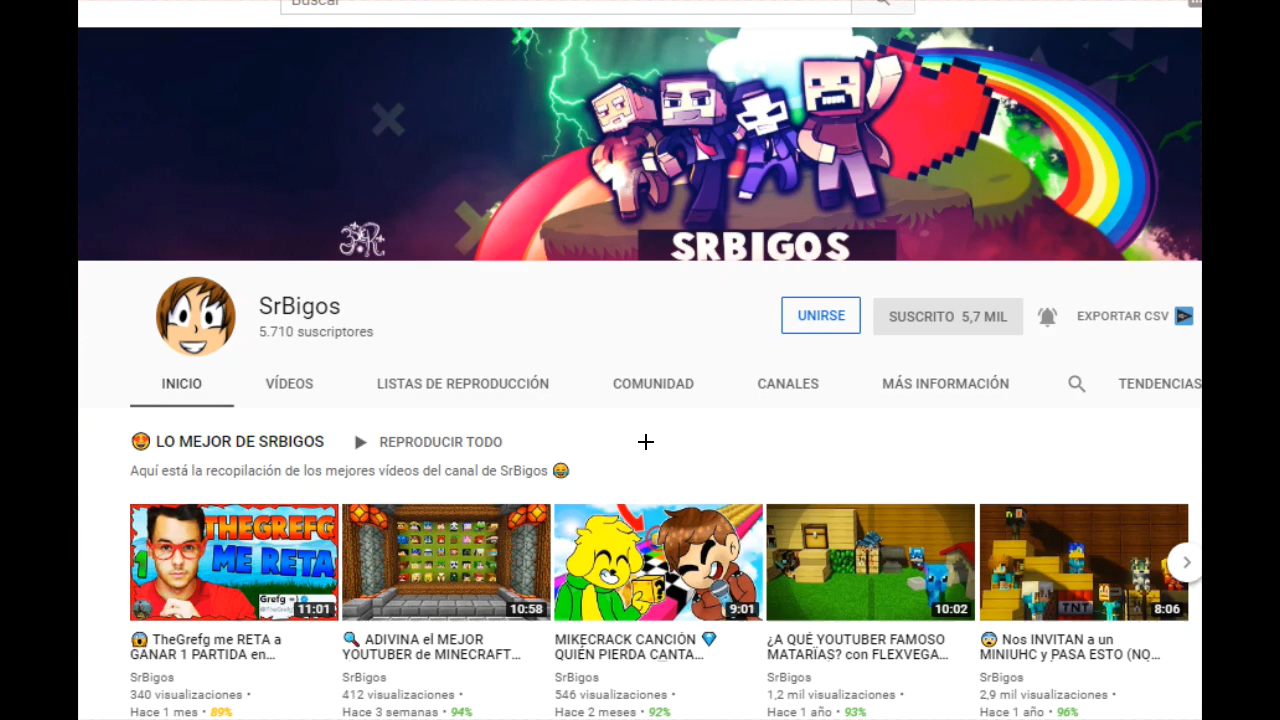 Buscar
SRBIGOS
SrBigos
5.710 suscriptores
UNIRSE
SUSCRITO 5,7 MIL
EXPORTAR CSV
INICIO
VÍDEOS
LISTAS DE REPRODUCCIÓN
COMUNIDAD
CANALES
MÁS INFORMACIÓN
TENDENCIAS
😍 LO MEJOR DE SRBIGOS
REPRODUCIR TODO
Aquí está la recopilación de los mejores vídeos del canal de SrBigos 😂
THEGREFG
1 ME RETA
Grefg =)
11:01
10:58
9:01
10:02
TNT
8:06
😱 TheGrefg me RETA a
GANAR 1 PARTIDA en...
SrBigos
340 visualizaciones •
Hace 1 mes • 89%
🔍 ADIVINA el MEJOR
YOUTUBER de MINECRAFT...
SrBigos
412 visualizaciones •
Hace 3 semanas • 94%
MIKECRACK CANCIÓN 💎
QUIÉN PIERDA CANTA...
SrBigos
546 visualizaciones •
Hace 2 meses • 92%
¿A QUÉ YOUTUBER FAMOSO
MATARÍAS? con FLEXVEGA...
SrBigos
1,2 mil visualizaciones •
Hace 1 año • 93%
😨 Nos INVITAN a un
MINIUHC y PASA ESTO (NO...
SrBigos
2,9 mil visualizaciones •
Hace 1 año • 96%